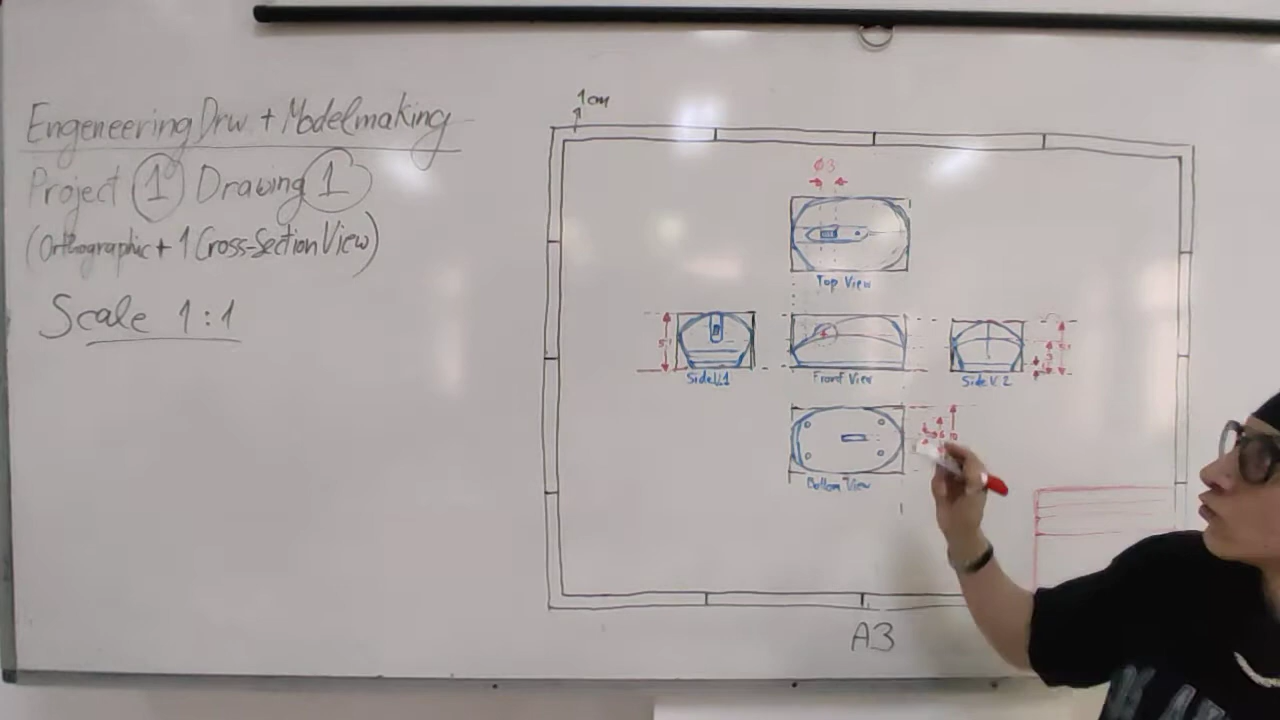 Engeneering Drw + Modelmaking
Project 1 Drawing 1
(Orthographic + 1 Cross-Section View)
Scale 1:1
1cm
Ø3
Top View
Side V.1
Front View
Side V. 2
Bottom View
A3